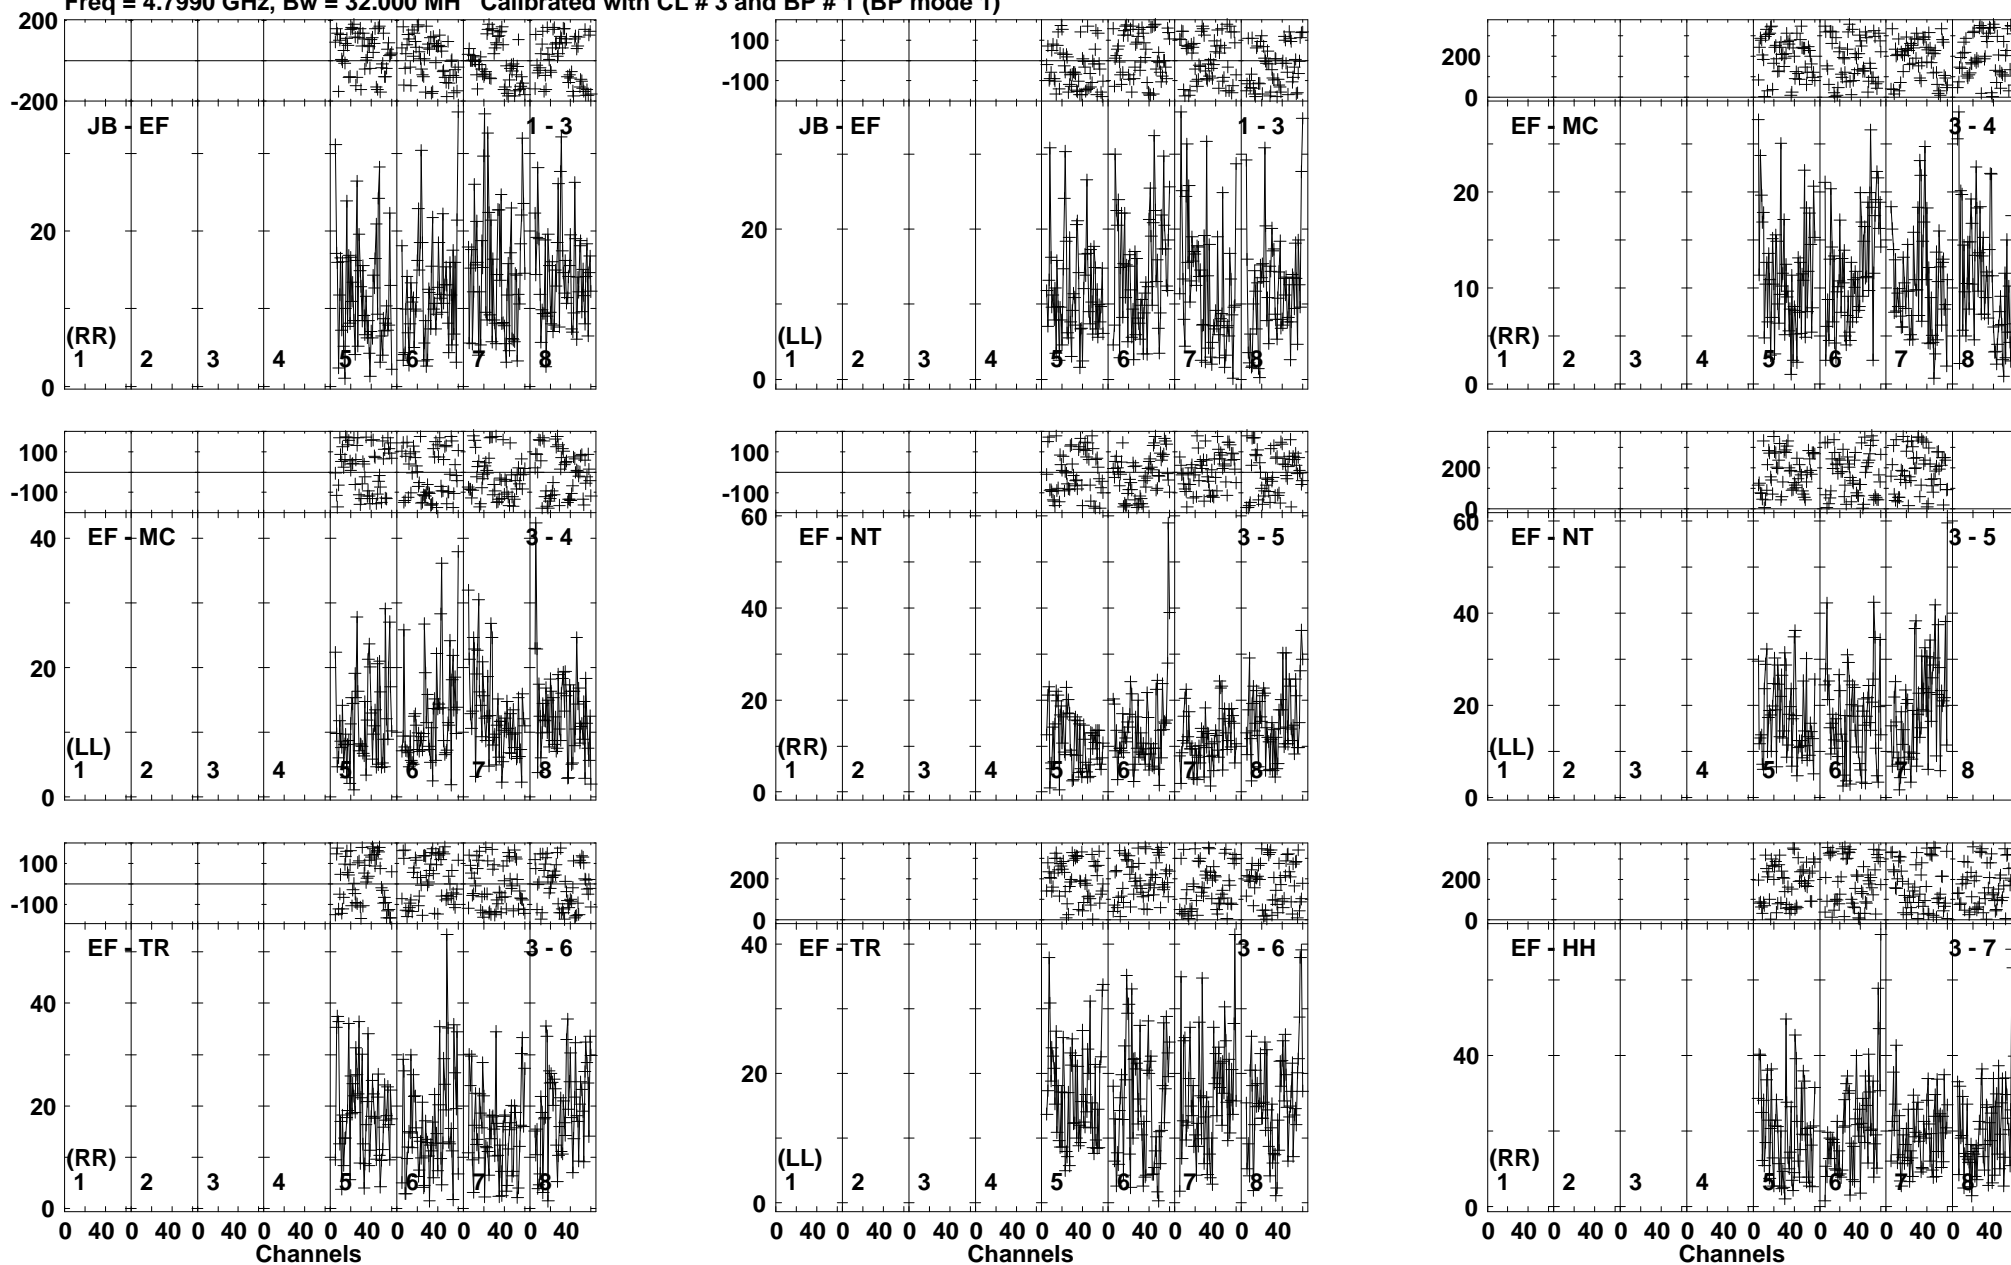 Freq = 4.7990 GHz, Bw = 32.000 MH Calibrated with CL # 3 and BP # 1 (BP mode 1)
200
-200
JB - EF 1 - 3
20
(RR)
1 2 3 4 5 6 7 8
0
100
-100
JB - EF 1 - 3
20
(LL)
1 2 3 4 5 6 7 8
0
200
0
EF - MC 3 - 4
20
10
(RR)
1 2 3 4 5 6 7 8
0
100
-100
EF - MC 3 - 4
40
20
(LL)
1 2 3 4 5 6 7 8
0
100
-100
60
EF - NT 3 - 5
40
20
(RR)
1 2 3 4 5 6 7 8
0
200
0
60
EF - NT 3 - 5
40
20
(LL)
1 2 3 4 5 6 7 8
0
100
-100
EF - TR 3 - 6
40
20
(RR)
1 2 3 4 5 6 7 8
0
0 40 0 40 0 40 0 40 0 40 0 40 0 40 0 40
Channels
200
0
EF - TR 3 - 6
40
20
(LL)
1 2 3 4 5 6 7 8
0
0 40 0 40 0 40 0 40 0 40 0 40 0 40 0 40
Channels
200
0
EF - HH 3 - 7
40
(RR)
1 2 3 4 5 6 7 8
0
0 40 0 40 0 40 0 40 0 40 0 40 0 40 0 40
Channels